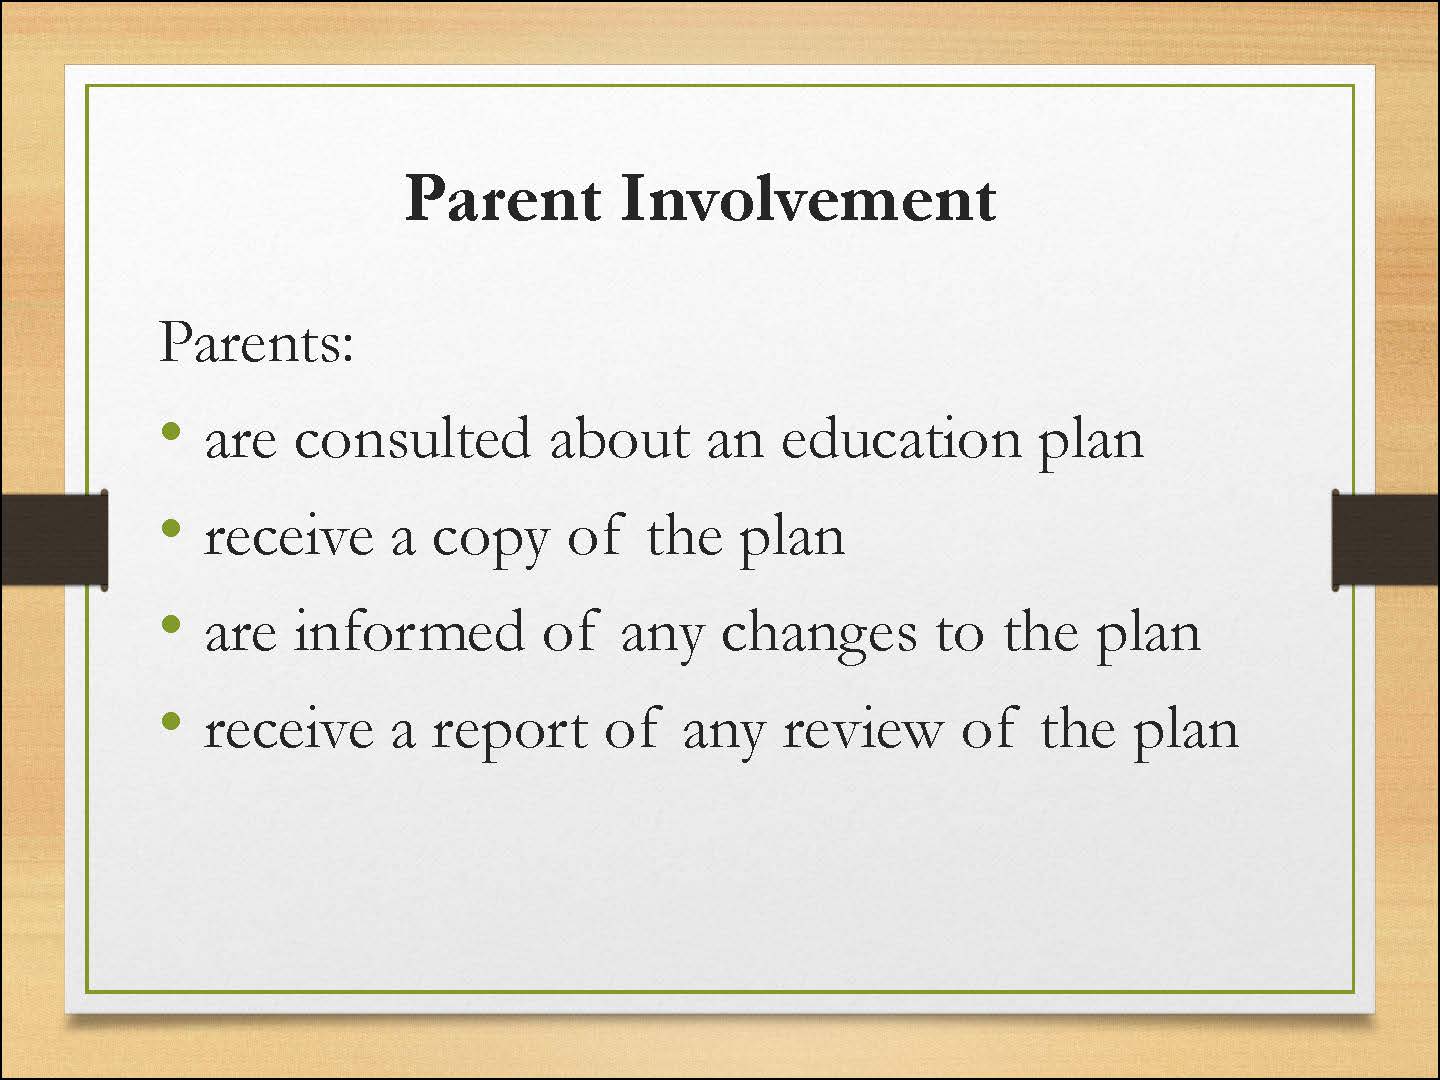 Parent Involvement
Parents:
• are consulted about an education plan
• receive a copy of the plan
• are informed of any changes to the plan
• receive a report of any review of the plan